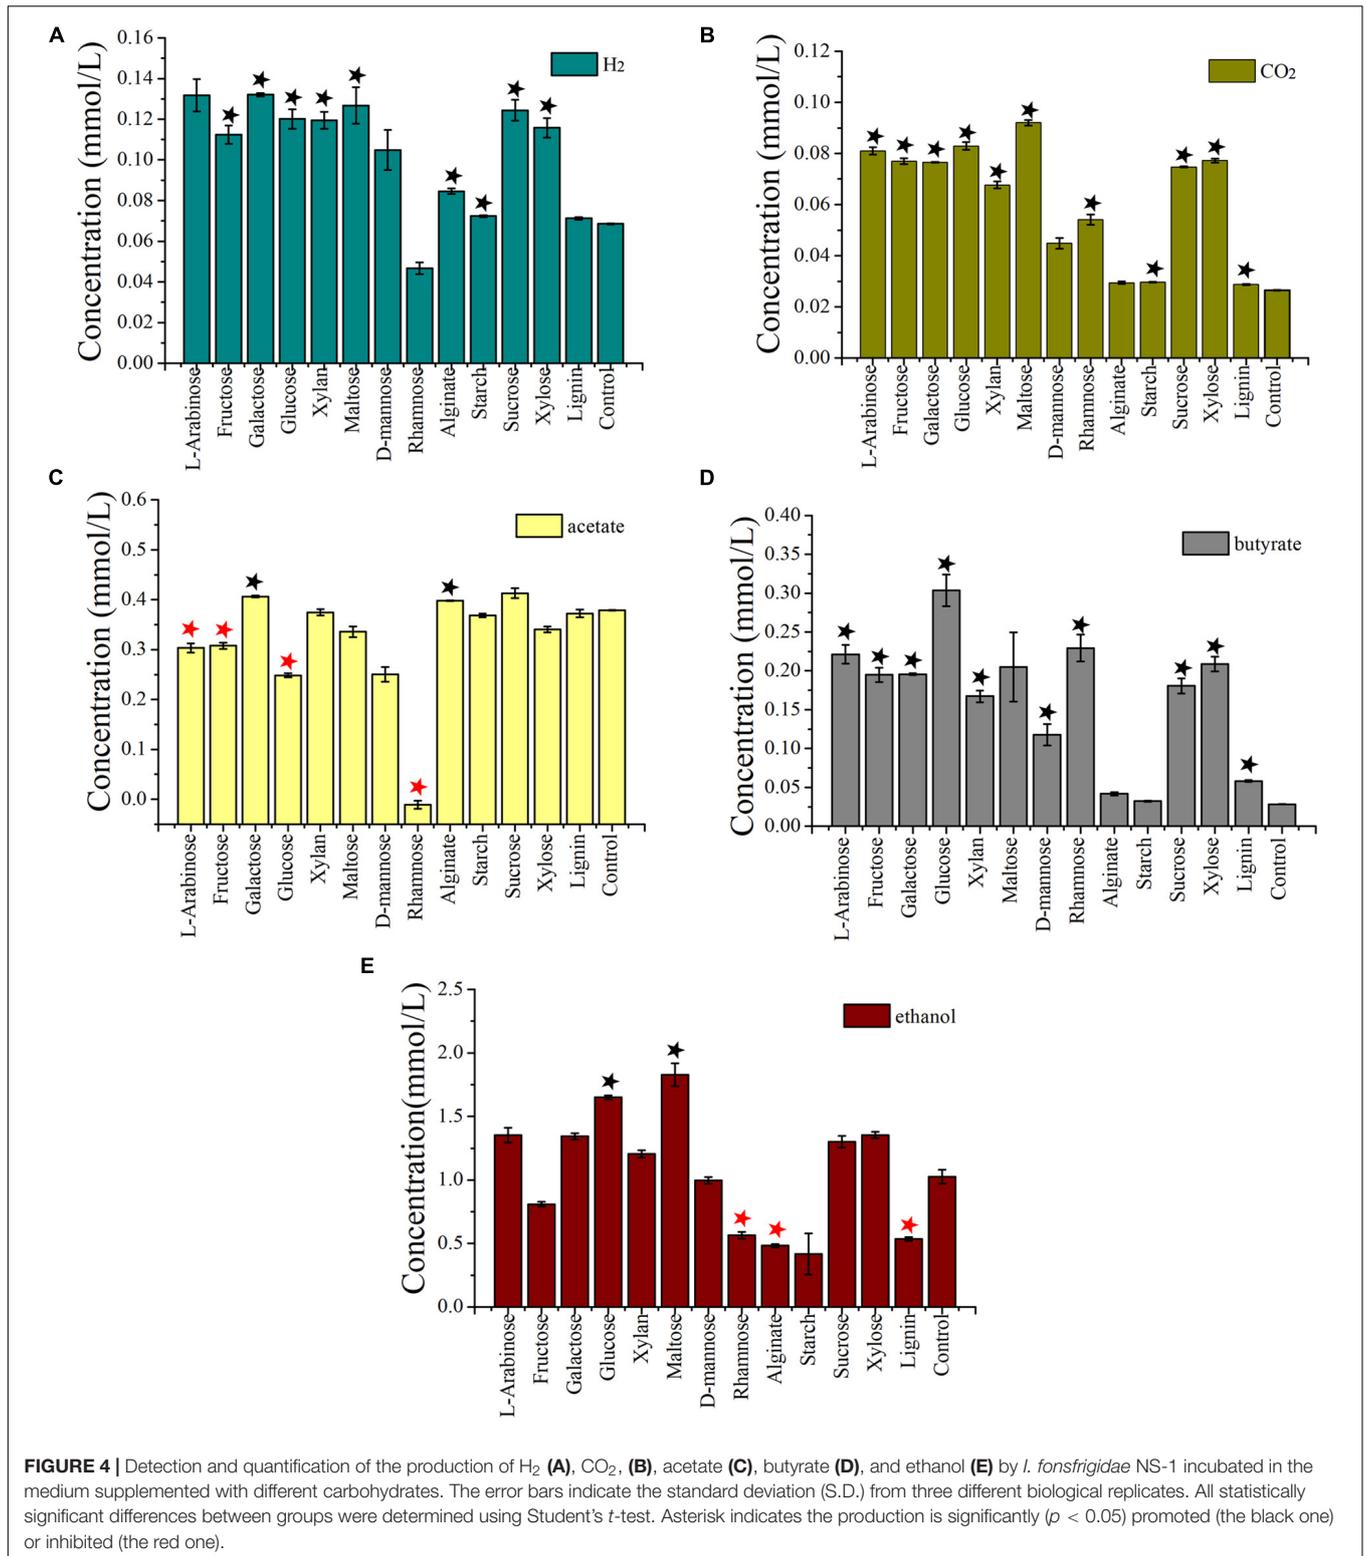 A
Concentration (mmol/L)
0.16
0.14
0.12
0.10
0.08
0.06
0.04
0.02
0.00
H2
L-Arabinose
Fructose
Galactose
Glucose
Xylan
Maltose
D-mannose
Rhamnose
Alginate
Starch
Sucrose
Xylose
Lignin
Control
B
Concentration (mmol/L)
0.12
0.10
0.08
0.06
0.04
0.02
0.00
CO2
L-Arabinose
Fructose
Galactose
Glucose
Xylan
Maltose
D-mannose
Rhamnose
Alginate
Starch
Sucrose
Xylose
Lignin
Control
C
Concentration (mmol/L)
0.6
0.5
0.4
0.3
0.2
0.1
0.0
acetate
L-Arabinose
Fructose
Galactose
Glucose
Xylan
Maltose
D-mannose
Rhamnose
Alginate
Starch
Sucrose
Xylose
Lignin
Control
D
Concentration (mmol/L)
0.40
0.35
0.30
0.25
0.20
0.15
0.10
0.05
0.00
butyrate
L-Arabinose
Fructose
Galactose
Glucose
Xylan
Maltose
D-mannose
Rhamnose
Alginate
Starch
Sucrose
Xylose
Lignin
Control
E
Concentration(mmol/L)
2.5
2.0
1.5
1.0
0.5
0.0
ethanol
L-Arabinose
Fructose
Galactose
Glucose
Xylan
Maltose
D-mannose
Rhamnose
Alginate
Starch
Sucrose
Xylose
Lignin
Control
FIGURE 4 | Detection and quantification of the production of H2 (A), CO2, (B), acetate (C), butyrate (D), and ethanol (E) by I. fonsfrigidae NS-1 incubated in the
medium supplemented with different carbohydrates. The error bars indicate the standard deviation (S.D.) from three different biological replicates. All statistically
significant differences between groups were determined using Student's t-test. Asterisk indicates the production is significantly (p < 0.05) promoted (the black one)
or inhibited (the red one).